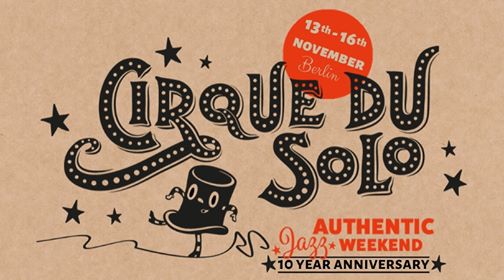 13th - 16th
NOVEMBER
Berlin
CIRQUE DU
SOLO
AUTHENTIC
Jazz WEEKEND
10 YEAR ANNIVERSARY